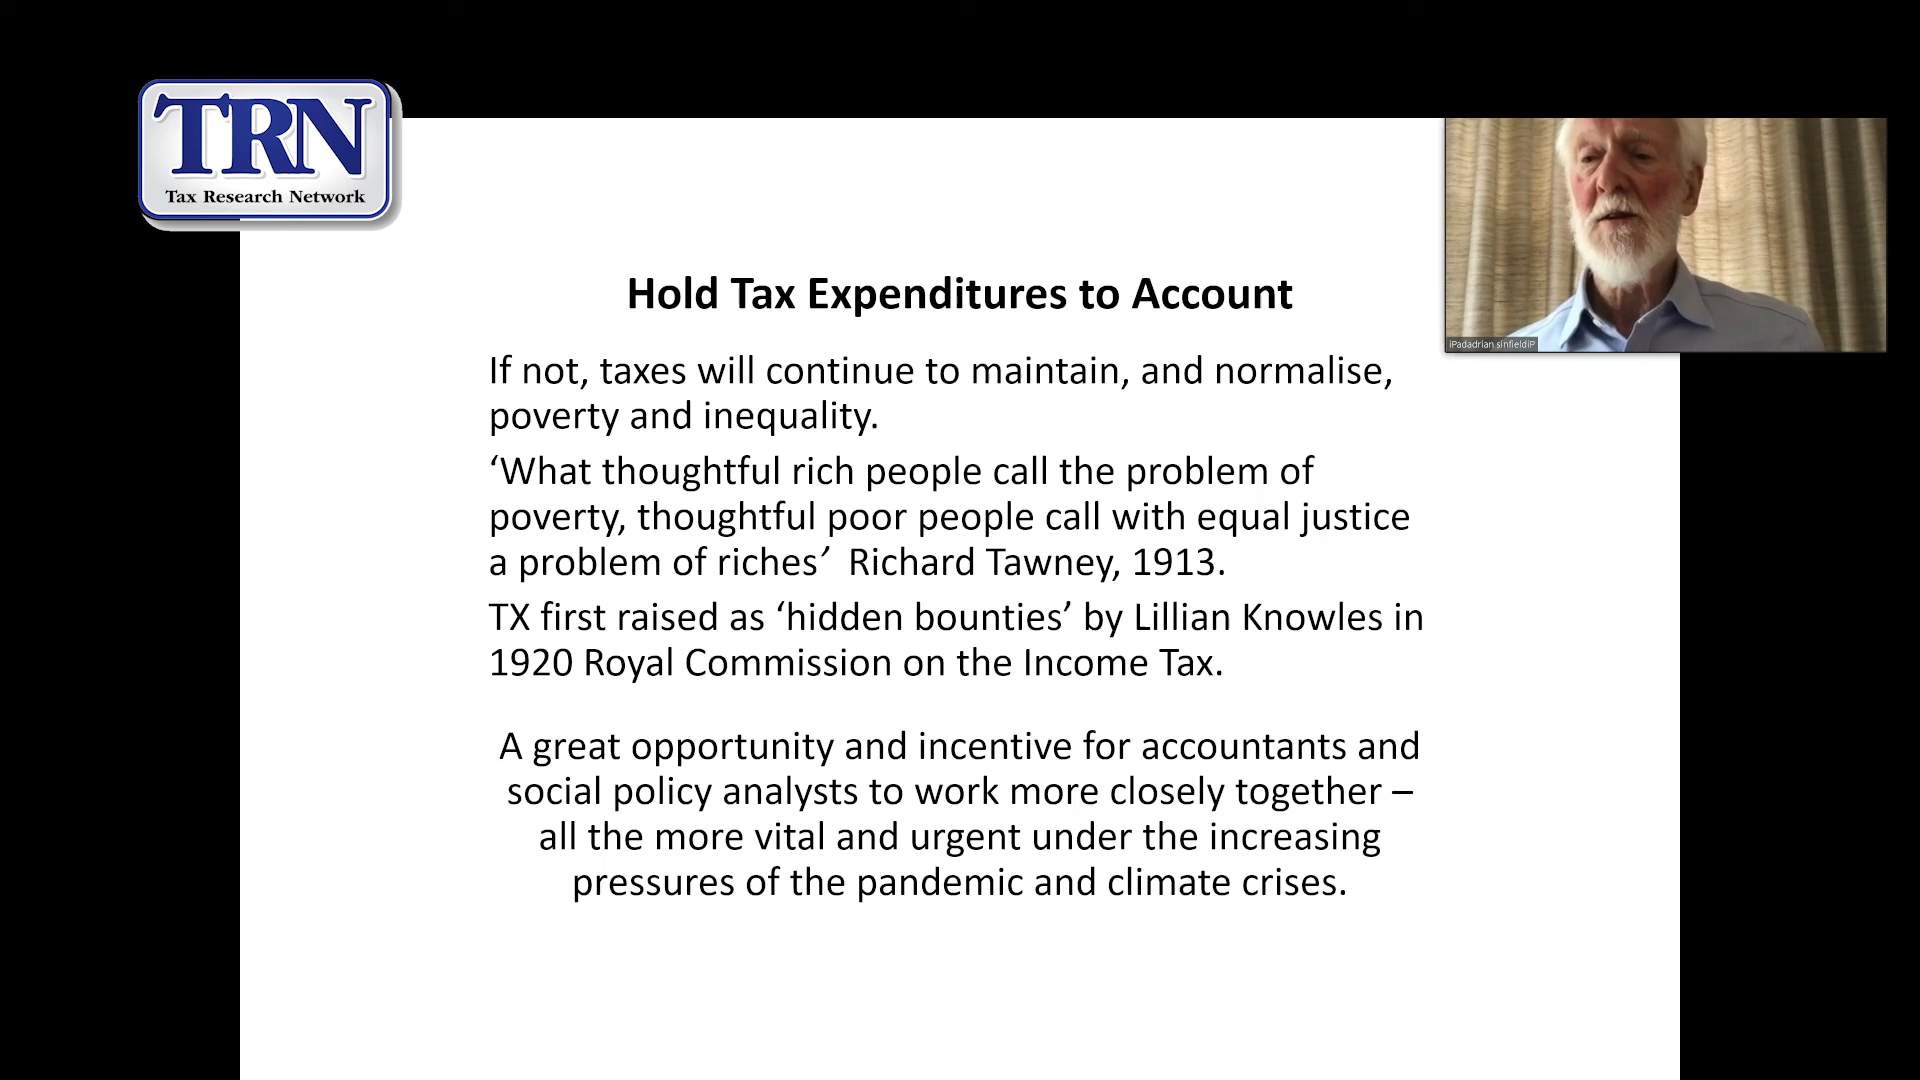 TRN
Tax Research Network
iPadadrian sinfieldiP
Hold Tax Expenditures to Account
If not, taxes will continue to maintain, and normalise,
poverty and inequality.
‘What thoughtful rich people call the problem of
poverty, thoughtful poor people call with equal justice
a problem of riches’ Richard Tawney, 1913.
TX first raised as ‘hidden bounties’ by Lillian Knowles in
1920 Royal Commission on the Income Tax.
A great opportunity and incentive for accountants and
social policy analysts to work more closely together –
all the more vital and urgent under the increasing
pressures of the pandemic and climate crises.